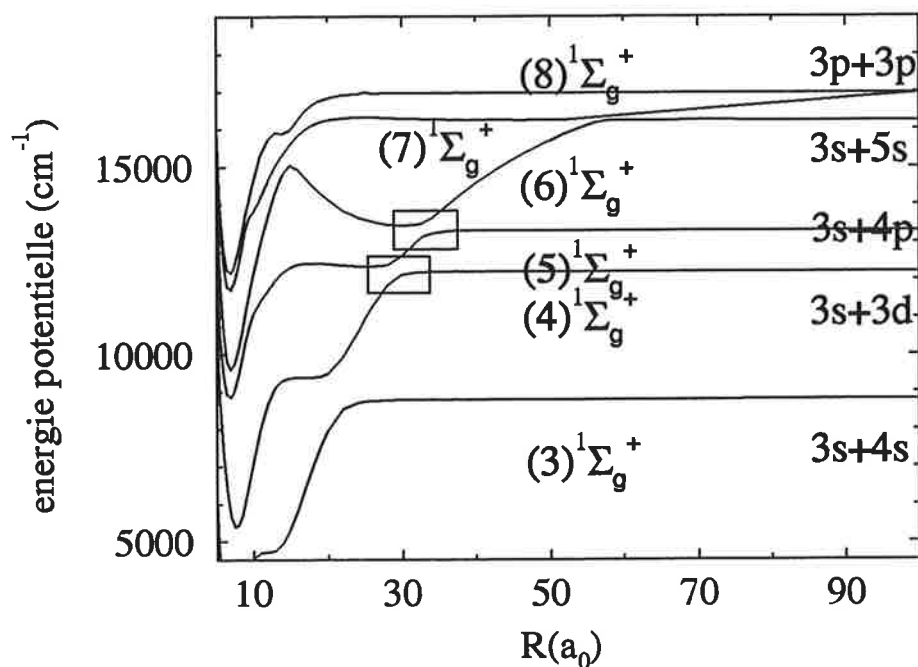 (8)¹Σg⁺ 3p+3p
(7)¹Σg⁺ 3s+5s
15000
(6)¹Σg⁺
3s+4p
(5)¹Σg⁺
(4)¹Σg⁺ 3s+3d
10000
(3)¹Σg⁺ 3s+4s
5000
energie potentielle (cm⁻¹)
10 30 50 70 90
R(a₀)